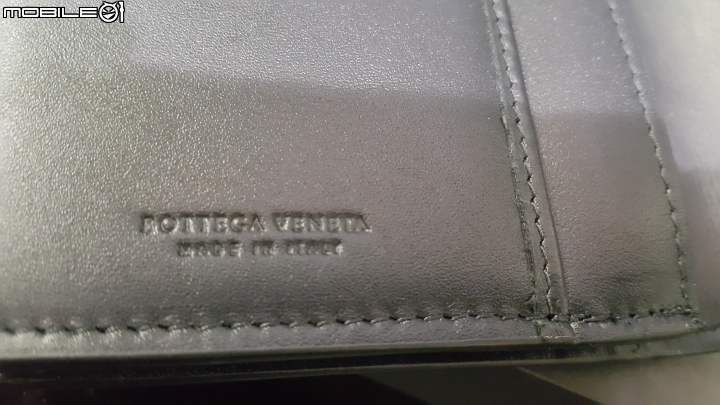 MOBILE01
BOTTEGA VENETA
MADE IN ITALY